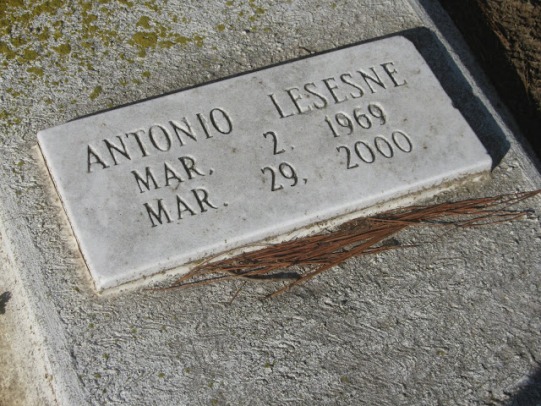 ANTONIO LESESNE
MAR. 2. 1969
MAR. 29, 2000